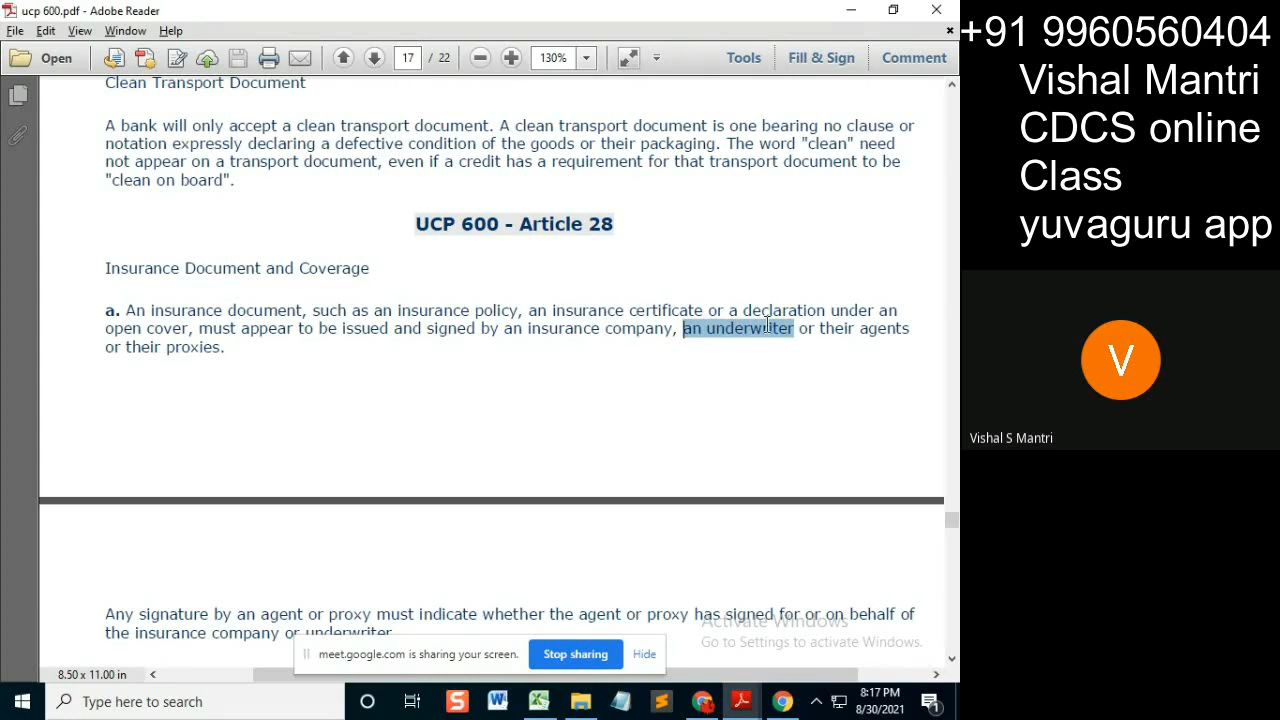 ucp 600.pdf - Adobe Reader
File Edit View Window Help
Open 17 / 22 130% Tools Fill & Sign Comment
Clean Transport Document
A bank will only accept a clean transport document. A clean transport document is one bearing no clause or
notation expressly declaring a defective condition of the goods or their packaging. The word "clean" need
not appear on a transport document, even if a credit has a requirement for that transport document to be
"clean on board".
UCP 600 - Article 28
Insurance Document and Coverage
a. An insurance document, such as an insurance policy, an insurance certificate or a declaration under an
open cover, must appear to be issued and signed by an insurance company, an underwriter or their agents
or their proxies.
Any signature by an agent or proxy must indicate whether the agent or proxy has signed for or on behalf of
the insurance company or underwriter.
Activate Windows
Go to Settings to activate Windows.
meet.google.com is sharing your screen. Stop sharing Hide
8.50 x 11.00 in
Type here to search
8:17 PM
8/30/2021
1
+91 9960560404
Vishal Mantri
CDCS online
Class
yuvaguru app
V
Vishal S Mantri